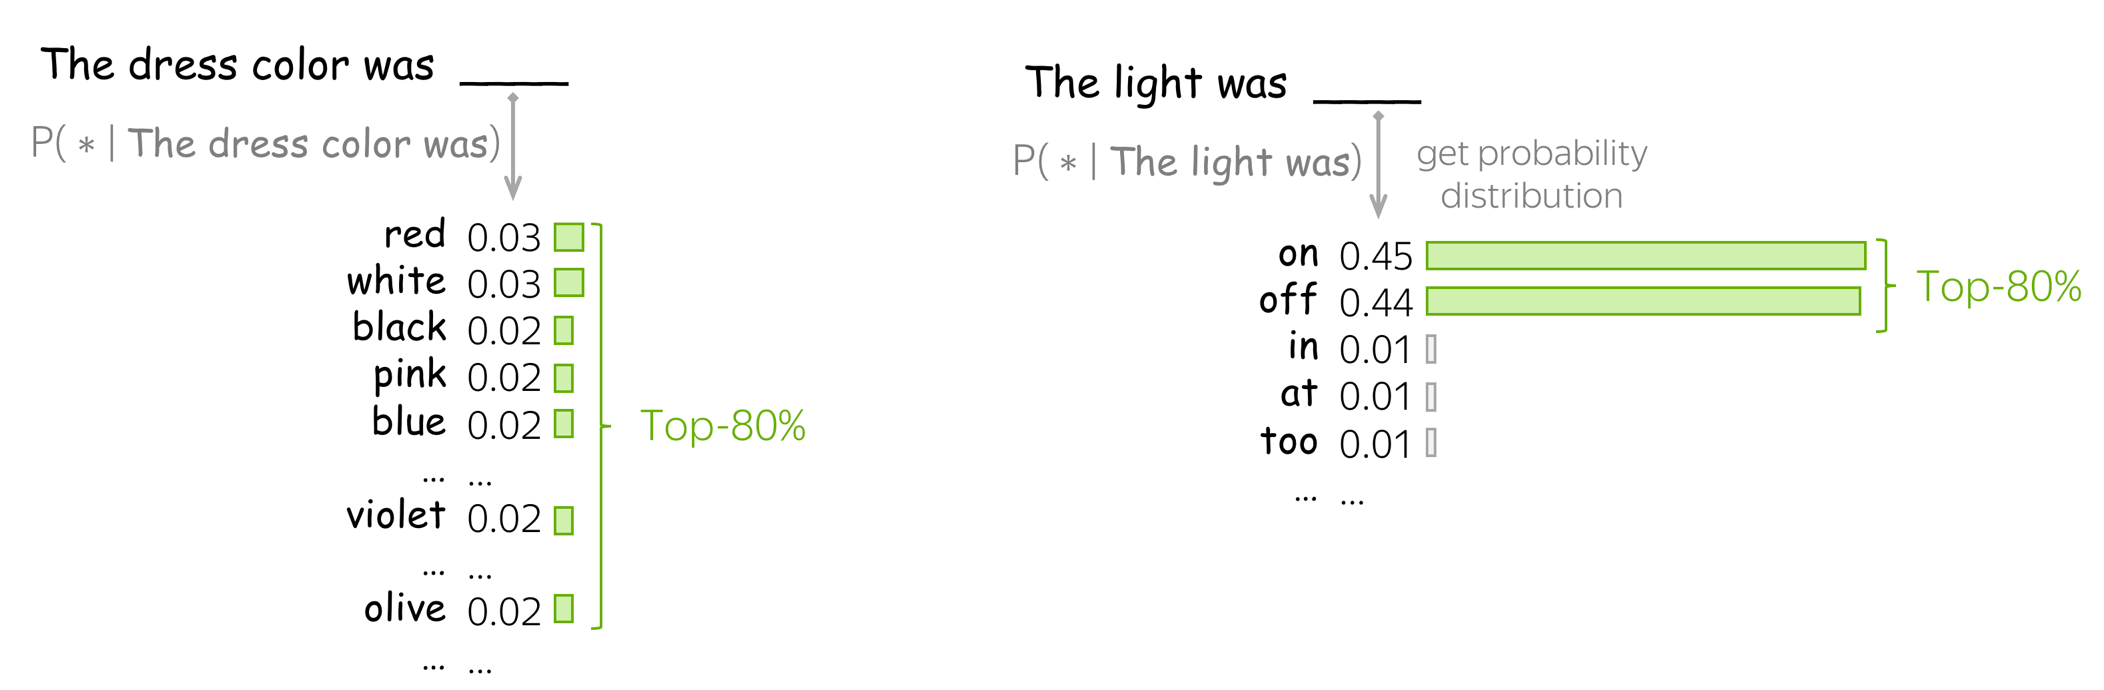 The dress color was _____
P( * | The dress color was)
red 0.03
white 0.03
black 0.02
pink 0.02
blue 0.02
... ...
violet 0.02
... ...
olive 0.02
... ...
Top-80%
The light was _____
P( * | The light was)
get probability
distribution
on 0.45
off 0.44
in 0.01
at 0.01
too 0.01
... ...
Top-80%